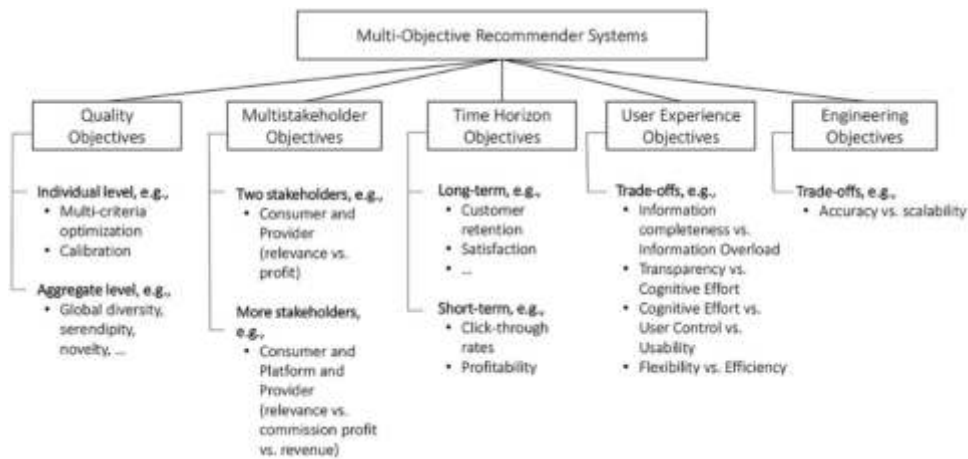 Multi-Objective Recommender Systems
Quality
Objectives
Individual level, e.g.,
• Multi-criteria
optimization
• Calibration
Aggregate level, e.g.,
• Global diversity,
serendipity,
novelty, ...
Multistakeholder
Objectives
Two stakeholders, e.g.,
• Consumer and
Provider
(relevance vs.
profit)
More stakeholders,
e.g.,
• Consumer and
Platform and
Provider
(relevance vs.
commission profit
vs. revenue)
Time Horizon
Objectives
Long-term, e.g.,
• Customer
retention
• Satisfaction
• ...
Short-term, e.g.,
• Click-through
rates
• Profitability
User Experience
Objectives
Trade-offs, e.g.,
• Information
completeness vs.
Information Overload
• Transparency vs.
Cognitive Effort
• Cognitive Effort vs.
User Control vs.
Usability
• Flexibility vs. Efficiency
Engineering
Objectives
Trade-offs, e.g.,
• Accuracy vs. scalability